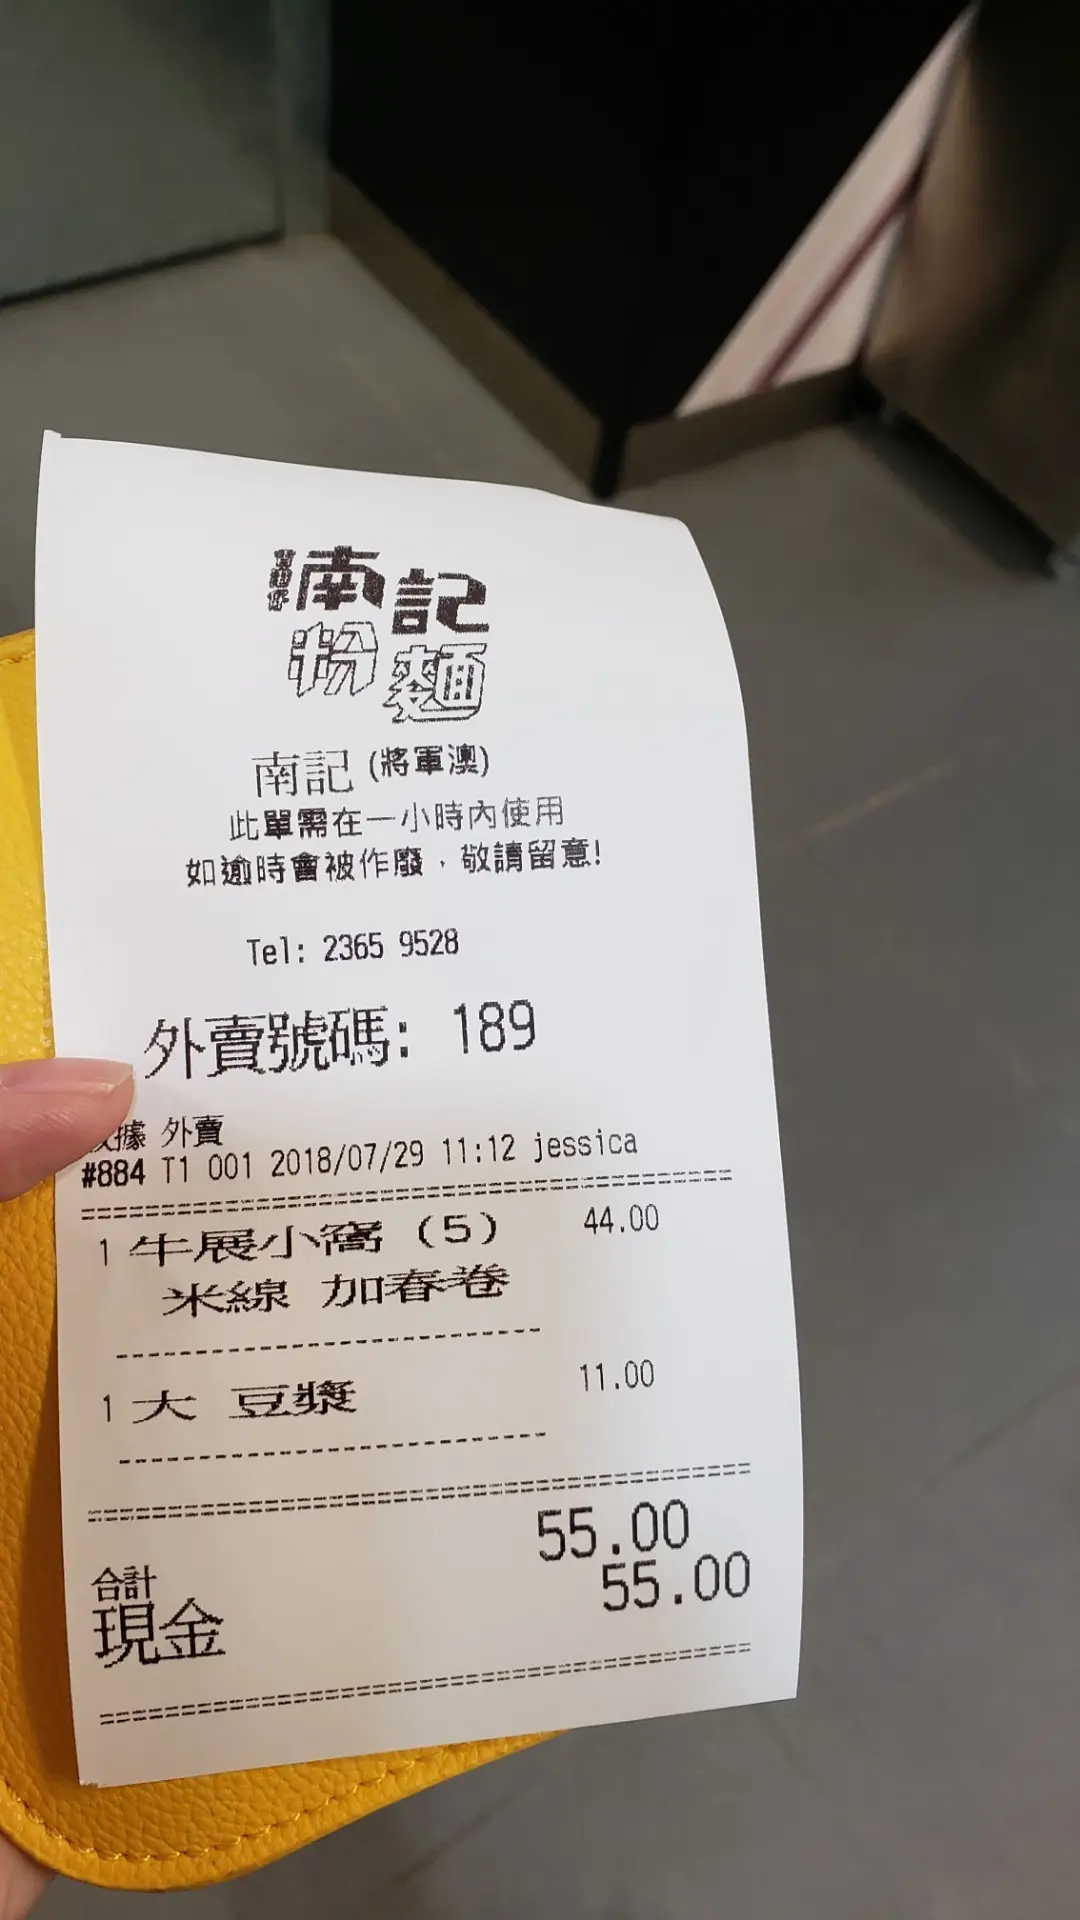 南記
粉麵
南記 (將軍澳)
此單需在一小時內使用
如逾時會被作廢，敬請留意!
Tel: 2365 9528
外賣號碼: 189
據 外賣
#884 T1 001 2018/07/29 11:12 jessica
1 牛展小窩 (5) 44.00
米線 加春卷
1 大 豆漿 11.00
55.00
合計 55.00
現金